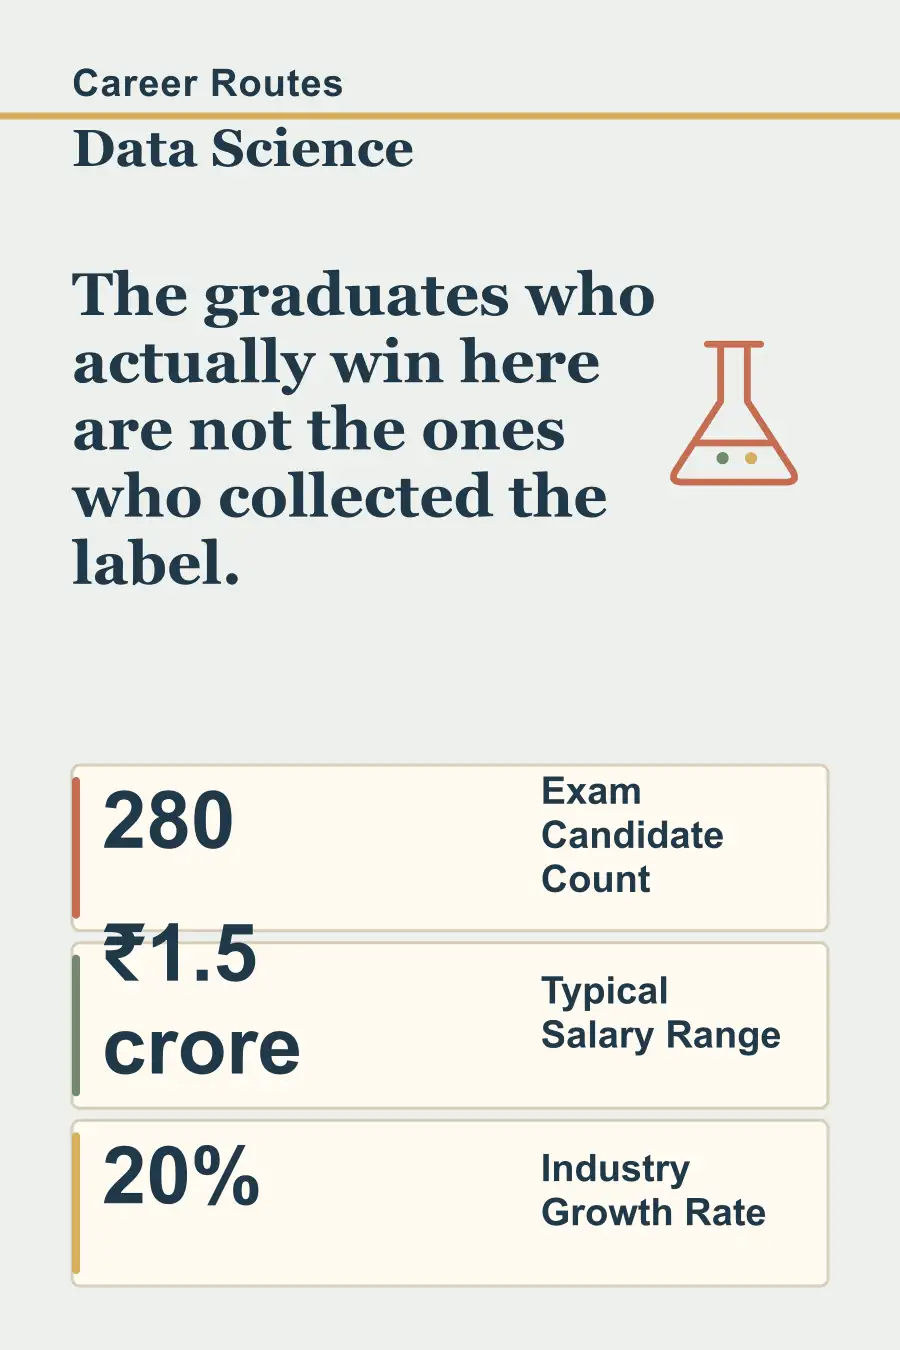 Career Routes
Data Science
The graduates who
actually win here
are not the ones
who collected the
label.
280
Exam
Candidate
Count
₹1.5
crore
Typical
Salary Range
20%
Industry
Growth Rate